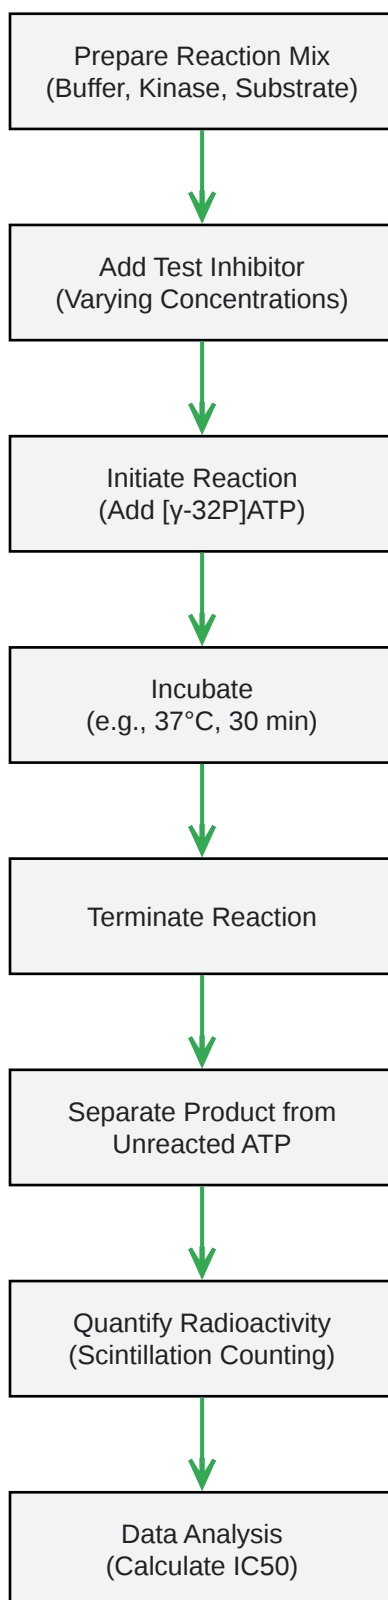 Prepare Reaction Mix
(Buffer, Kinase, Substrate)
Add Test Inhibitor
(Varying Concentrations)
Initiate Reaction
(Add [γ-32P]ATP)
Incubate
(e.g., 37°C, 30 min)
Terminate Reaction
Separate Product from
Unreacted ATP
Quantify Radioactivity
(Scintillation Counting)
Data Analysis
(Calculate IC50)